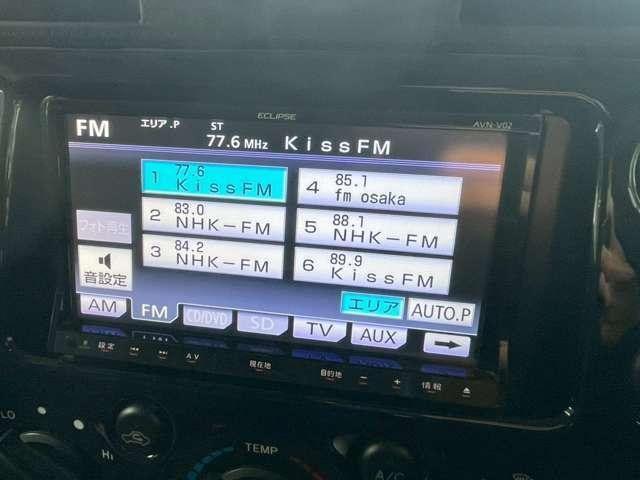 ECLIPSE AVN-V02
FM エリア.P ST 77.6 MHz KissFM
1 77.6 KissFM
2 83.0 NHK-FM
3 84.2 NHK-FM
4 85.1 fm osaka
5 88.1 NHK-FM
6 89.9 KissFM
フォト再生
音設定
エリア AUTO.P
AM FM CD/DVD SD TV AUX
設定 AV 現在地 目的地 − + 情報
LO
HI
TEMP
A/C